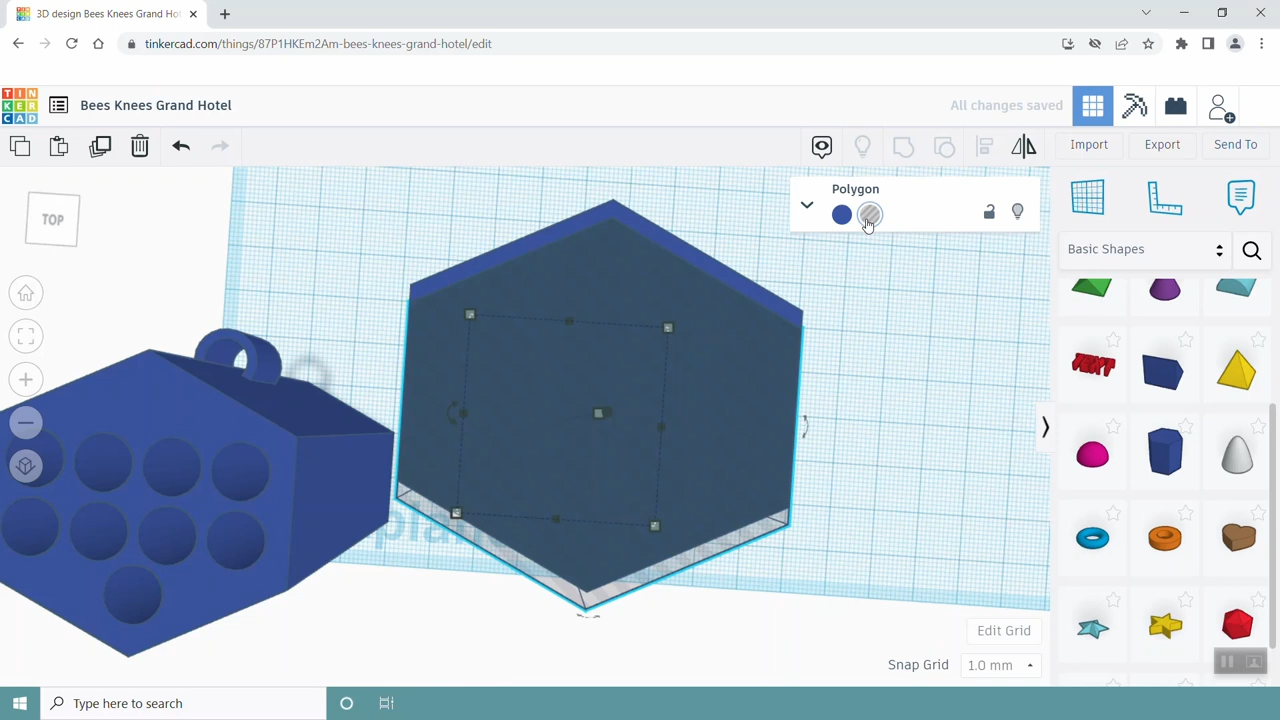 3D design Bees Knees Grand Ho
tinkercad.com/things/87P1HKEm2Am-bees-knees-grand-hotel/edit
TIN
KER
CAD
Bees Knees Grand Hotel
All changes saved
Import
Export
Send To
Polygon
TOP
Basic Shapes
TEXT
Edit Grid
Snap Grid
1.0 mm
Type here to search